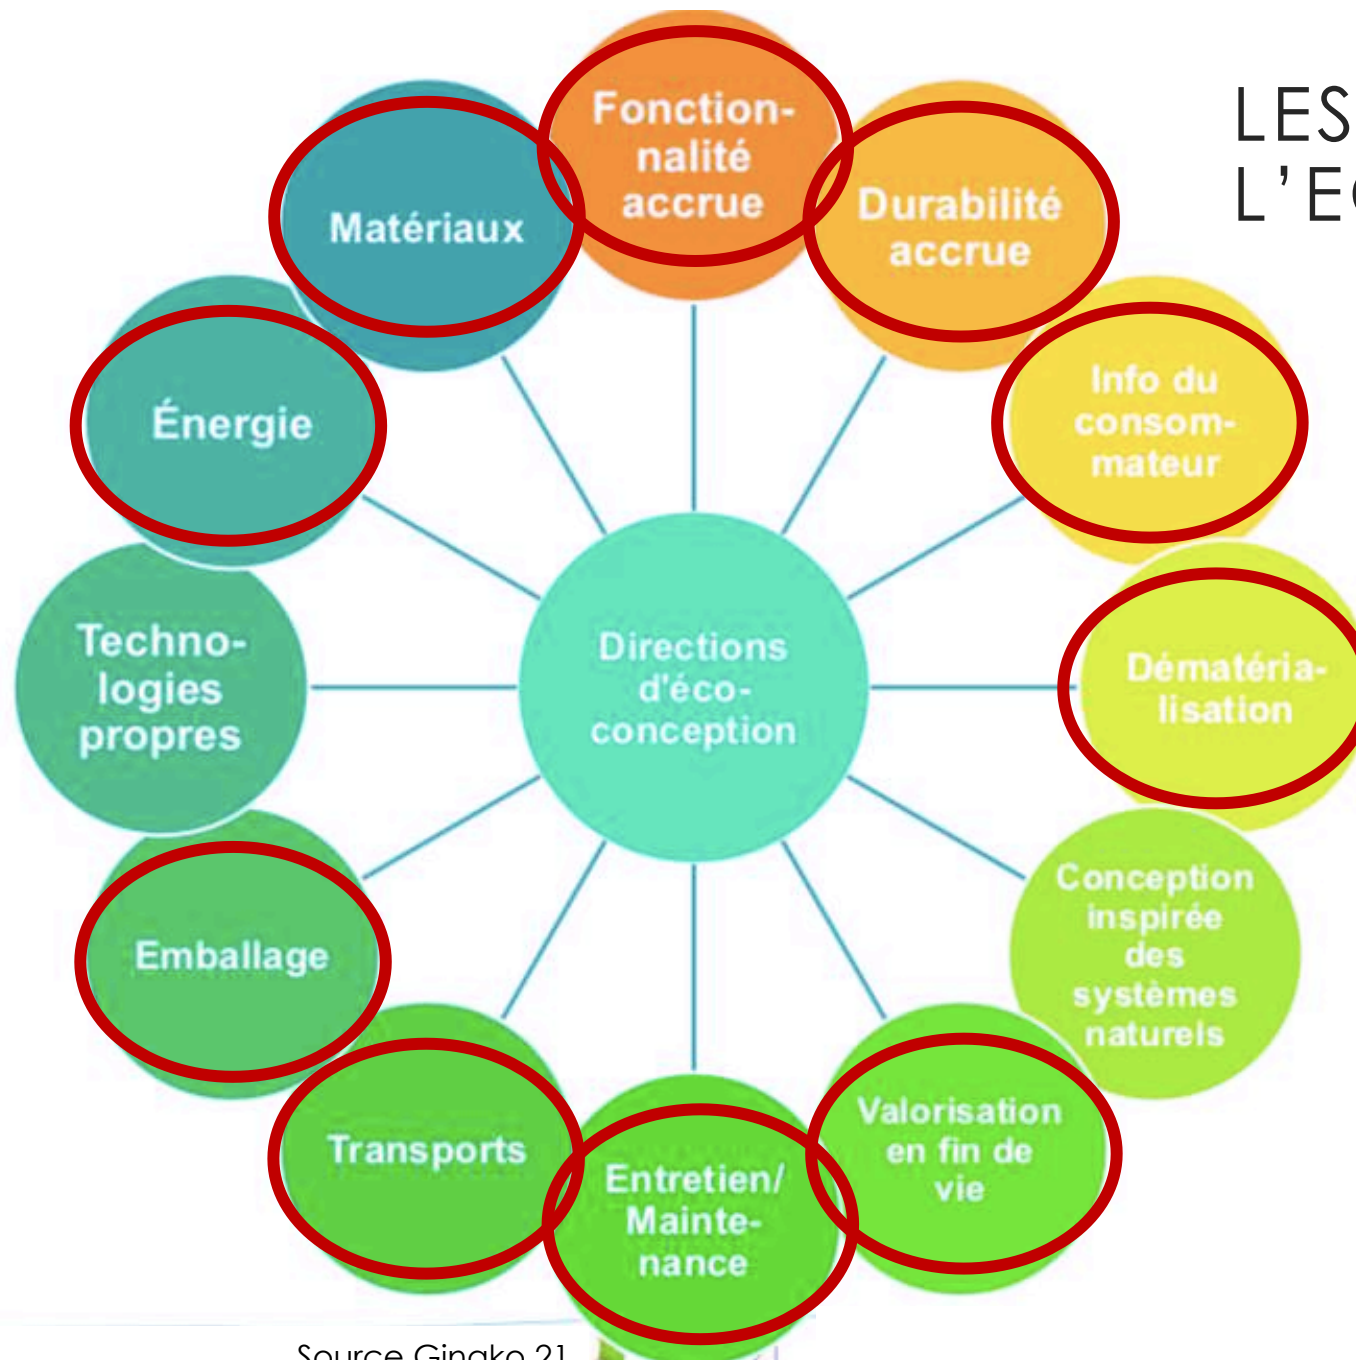 LES
L'E
Fonction-
nalité
accrue
Durabilité
accrue
Info du
consom-
mateur
Dématéria-
lisation
Conception
inspirée
des
systèmes
naturels
Valorisation
en fin de
vie
Entretien/
Mainte-
nance
Transports
Emballage
Techno-
logies
propres
Énergie
Matériaux
Directions
d'éco-
conception
Source Gingko 21